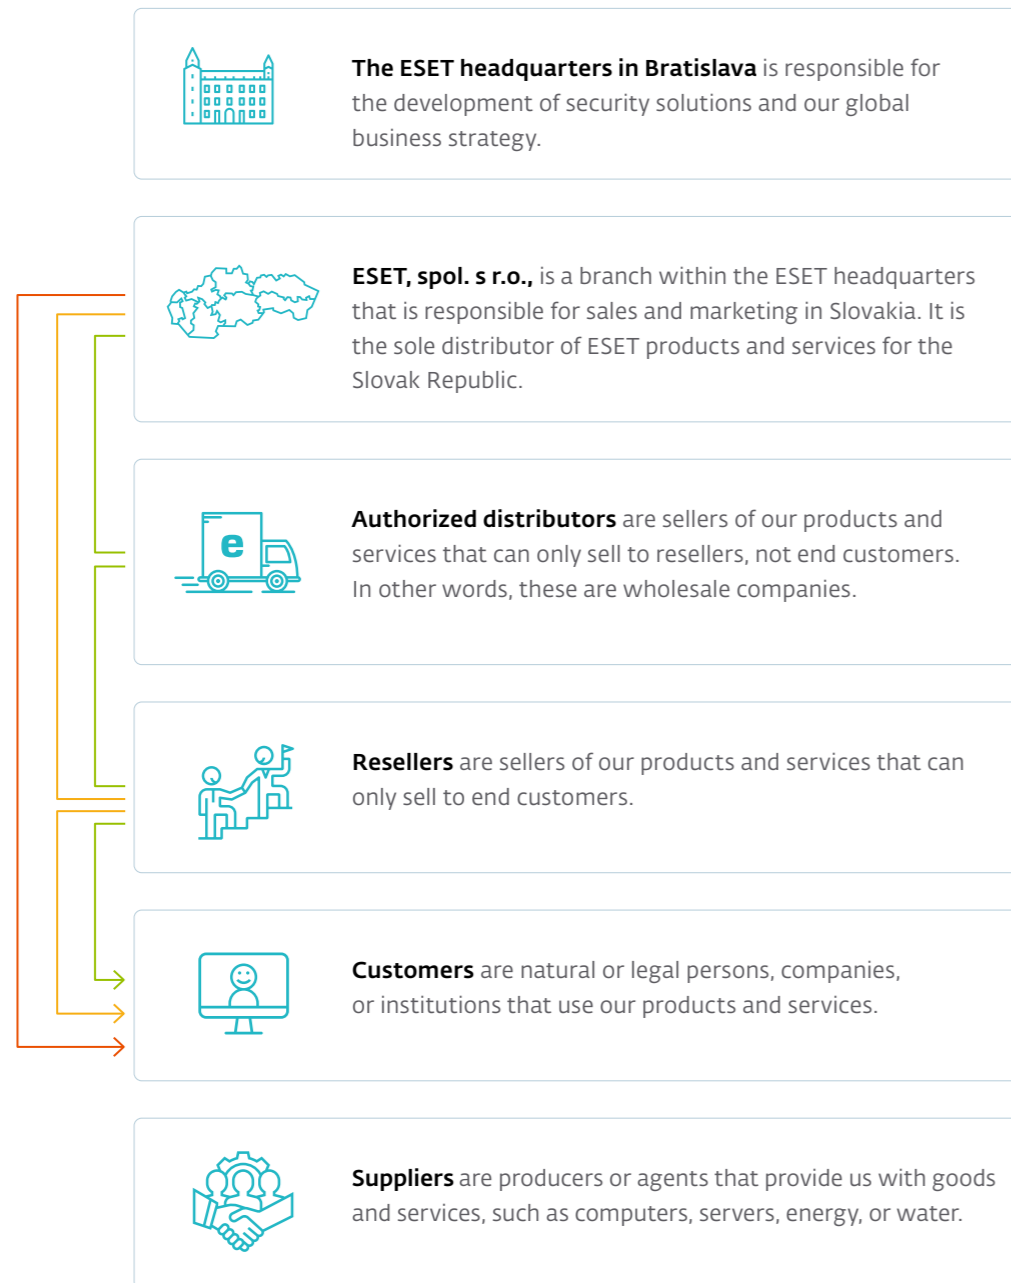 The ESET headquarters in Bratislava is responsible for
the development of security solutions and our global
business strategy.
ESET, spol. s r.o., is a branch within the ESET headquarters
that is responsible for sales and marketing in Slovakia. It is
the sole distributor of ESET products and services for the
Slovak Republic.
e
Authorized distributors are sellers of our products and
services that can only sell to resellers, not end customers.
In other words, these are wholesale companies.
Resellers are sellers of our products and services that can
only sell to end customers.
Customers are natural or legal persons, companies,
or institutions that use our products and services.
Suppliers are producers or agents that provide us with goods
and services, such as computers, servers, energy, or water.